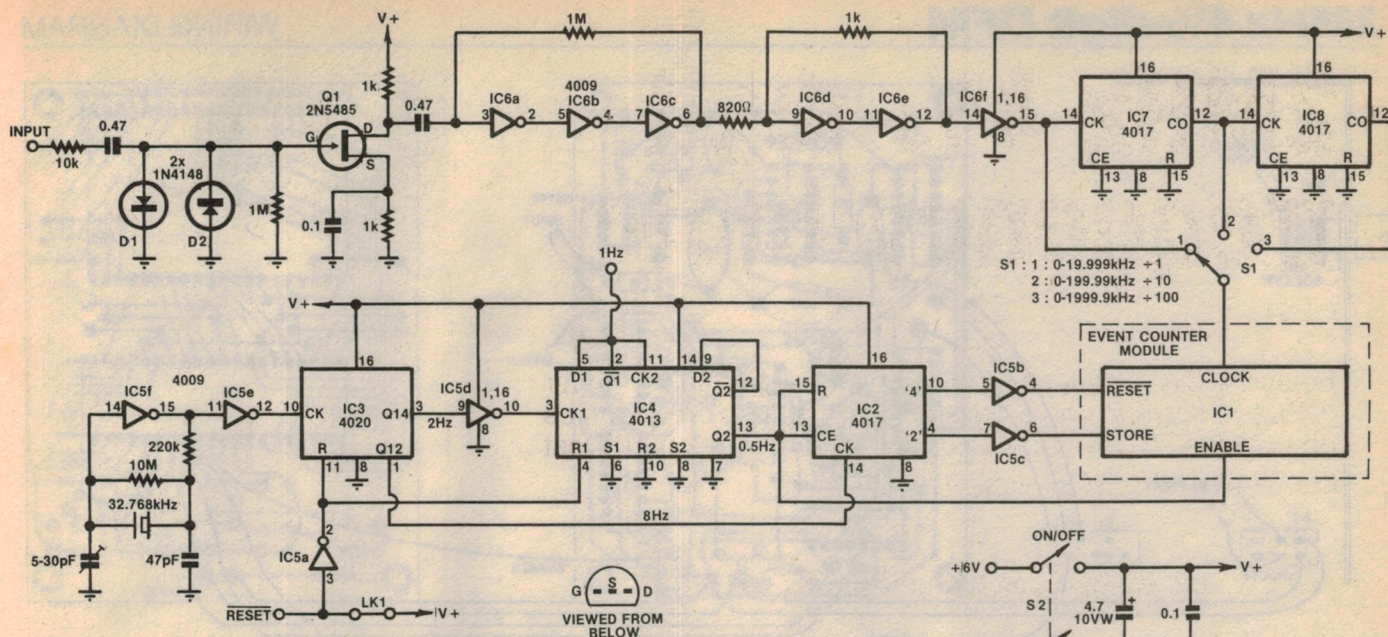 V+
1M
1k
V+
Q1
2N5485
1k
0.47
G
D
S
4009
3 IC6a 2
5 IC6b 4
7 IC6c 6
820Ω
9 IC6d 10
11 IC6e 12
14 IC6f 15
1,16
8
16
14 CK IC7 4017 CO 12
CE R
13 8 15
16
14 CK IC8 4017 CO 12
CE R
13 8 15
INPUT
10k
0.47
2x
1N4148
D1
D2
1M
0.1
1k
1
2
3
S1
S1 : 1 : 0-19.999kHz ÷1
2 : 0-199.99kHz ÷10
3 : 0-1999.9kHz ÷100
1Hz
V+
4009
14 IC5f 15
11 IC5e 12
220k
10M
32.768kHz
5-30pF
47pF
16
10 CK IC3 4020 Q14 3
R Q12
11 8 1
2Hz
IC5d
9 10
1,16
8
5 2 11 14 9
D1 Q1 CK2 D2
3 CK1 IC4 4013 Q2 12
Q2 13
R1 S1 R2 S2
4 6 10 8 7
0.5Hz
16
15 R IC2 4017 '4' 10
13 CE '2' 4
CK
14 8
8Hz
IC5b
5 4
7 6
IC5c
EVENT COUNTER
MODULE
CLOCK
RESET
IC1
STORE
ENABLE
2
IC5a
3
RESET LK1 V+
G S D
VIEWED FROM
BELOW
ON/OFF
+6V
V+
S2
4.7
10VW
+
0.1